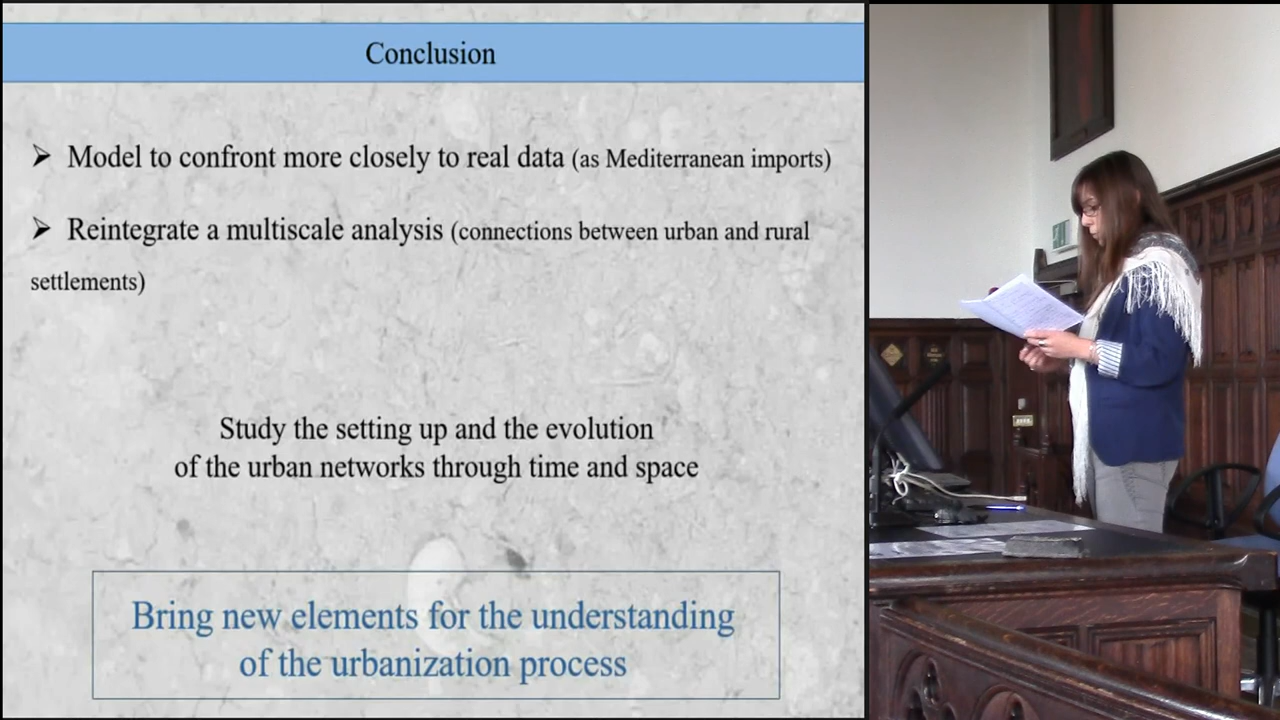 Conclusion
➢ Model to confront more closely to real data (as Mediterranean imports)
➢ Reintegrate a multiscale analysis (connections between urban and rural
settlements)
Study the setting up and the evolution
of the urban networks through time and space
Bring new elements for the understanding
of the urbanization process